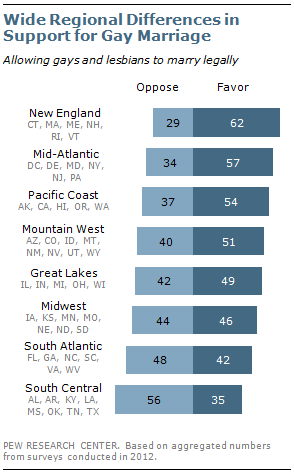 Wide Regional Differences in
Support for Gay Marriage
Allowing gays and lesbians to marry legally
Oppose Favor
New England 29 62
CT, MA, ME, NH,
RI, VT
Mid-Atlantic 34 57
DC, DE, MD, NY,
NJ, PA
Pacific Coast 37 54
AK, CA, HI, OR, WA
Mountain West 40 51
AZ, CO, ID, MT,
NM, NV, UT, WY
Great Lakes 42 49
IL, IN, MI, OH, WI
Midwest 44 46
IA, KS, MN, MO,
NE, ND, SD
South Atlantic 48 42
FL, GA, NC, SC,
VA, WV
South Central 56 35
AL, AR, KY, LA,
MS, OK, TN, TX
PEW RESEARCH CENTER. Based on aggregated numbers
from surveys conducted in 2012.